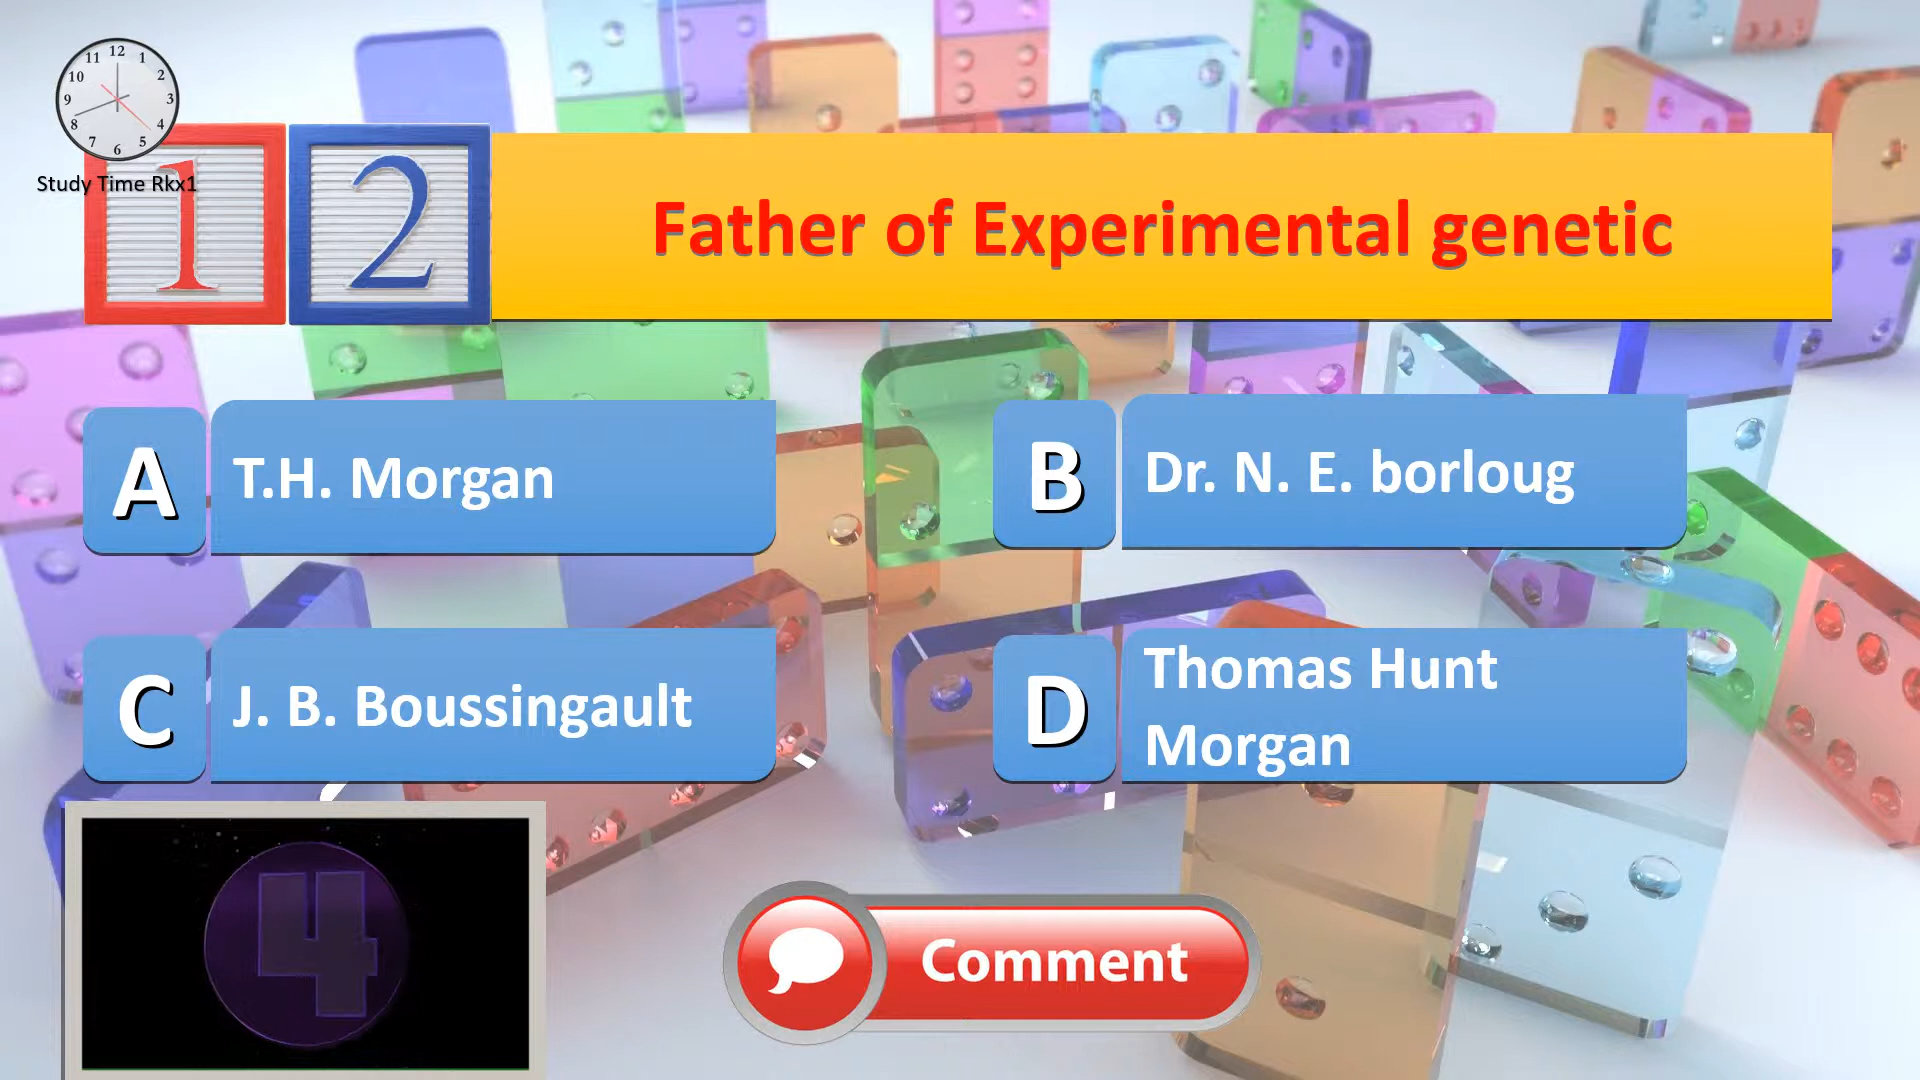 12
11
1
10
2
9
3
8
4
7
5
6
Study Time Rkx1
1 2
Father of Experimental genetic
A T.H. Morgan
B Dr. N. E. borloug
C J. B. Boussingault
D Thomas Hunt
Morgan
4
Comment